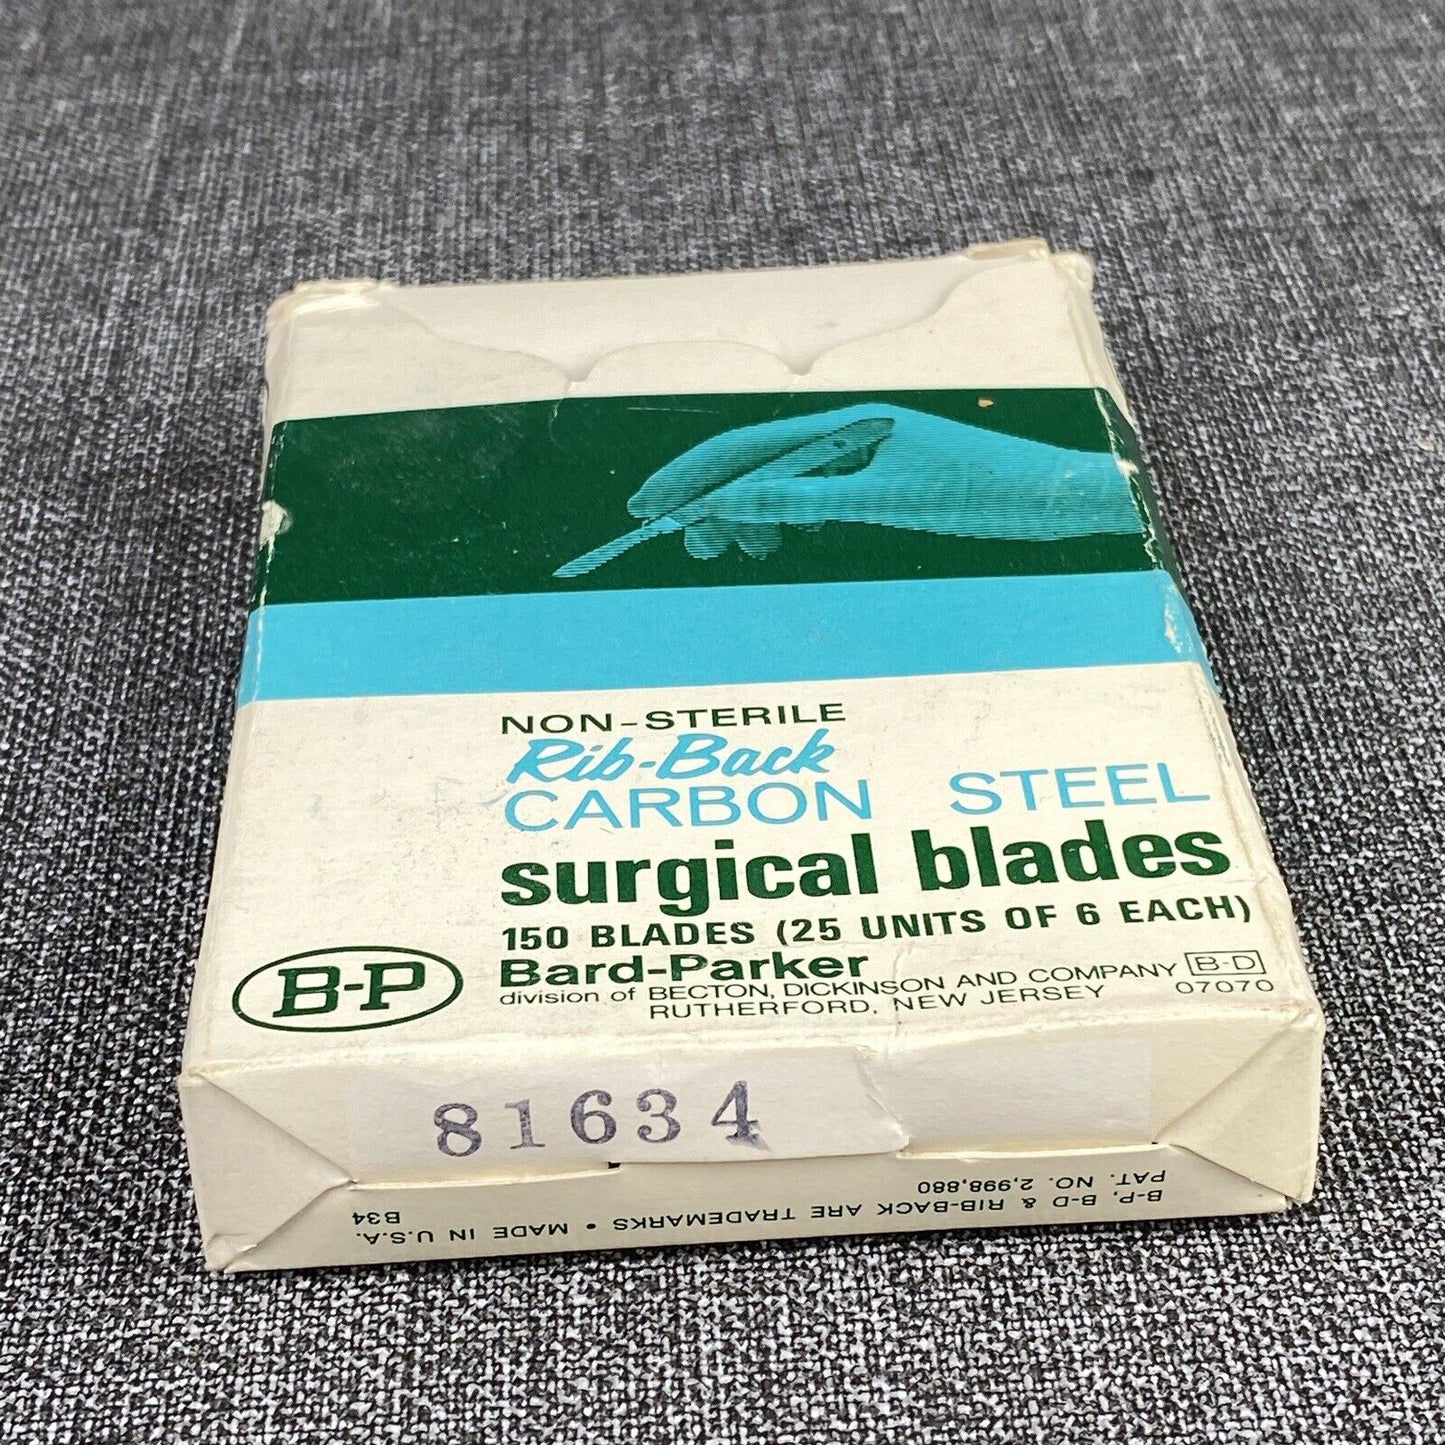 NON-STERILE
Rib-Back
CARBON STEEL
surgical blades
150 BLADES (25 UNITS OF 6 EACH)
Bard-Parker
division of BECTON, DICKINSON AND COMPANY B-D
RUTHERFORD, NEW JERSEY 07070
B-P
81634
B-P, B-D & RIB-BACK ARE TRADEMARKS • MADE IN U.S.A.
PAT. NO. 2,998,880
B34